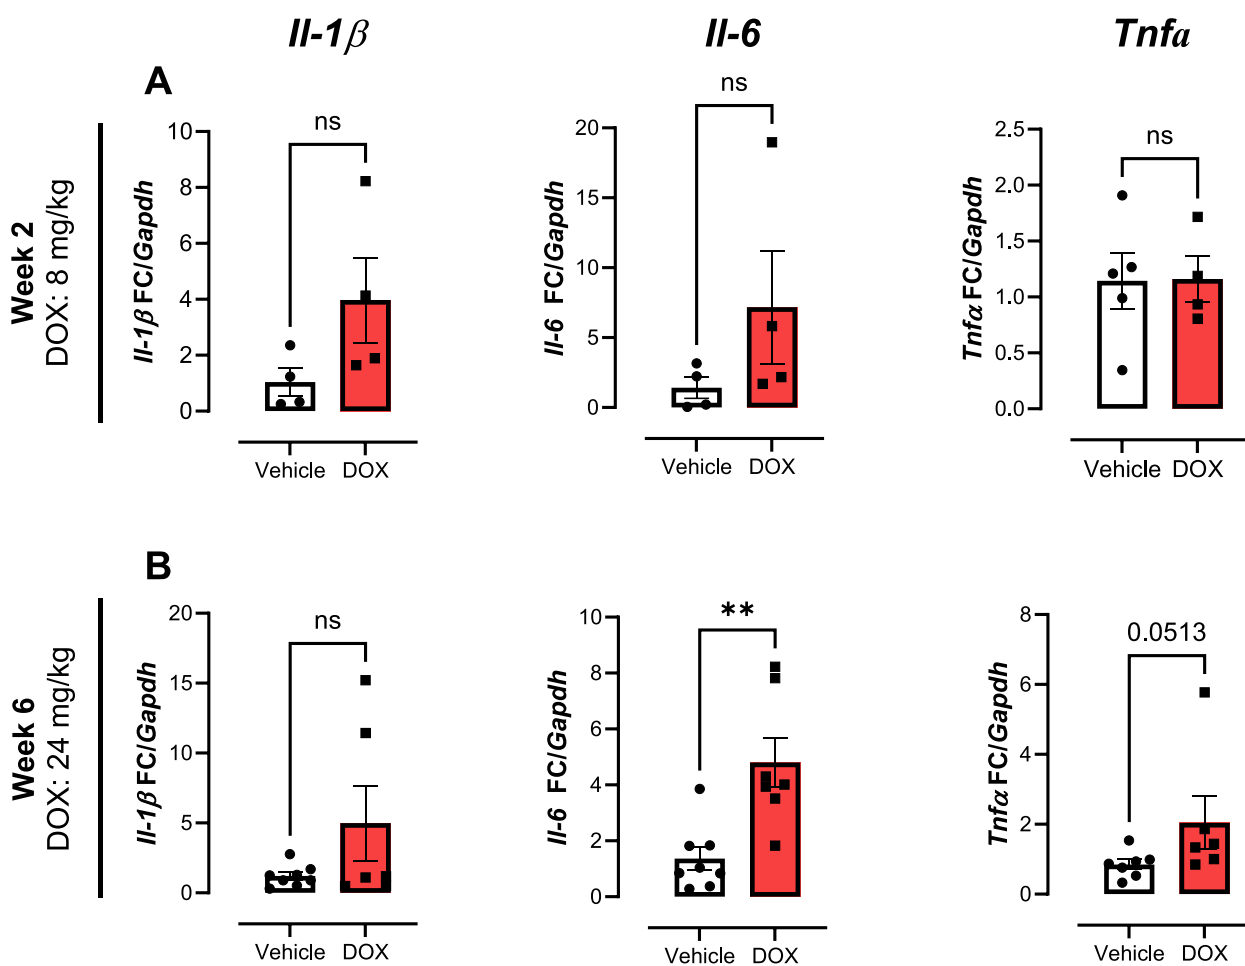 Il-1β
Il-6
Tnfα
A
Week 2
DOX: 8 mg/kg
Il-1β FC/Gapdh
10
8
6
4
2
0
ns
Vehicle DOX
Il-6 FC/Gapdh
20
15
10
5
0
ns
Vehicle DOX
Tnfα FC/Gapdh
2.5
2.0
1.5
1.0
0.5
0.0
ns
Vehicle DOX
B
Week 6
DOX: 24 mg/kg
Il-1β FC/Gapdh
20
15
10
5
0
ns
Vehicle DOX
Il-6 FC/Gapdh
10
8
6
4
2
0
**
Vehicle DOX
Tnfα FC/Gapdh
8
6
4
2
0
0.0513
Vehicle DOX